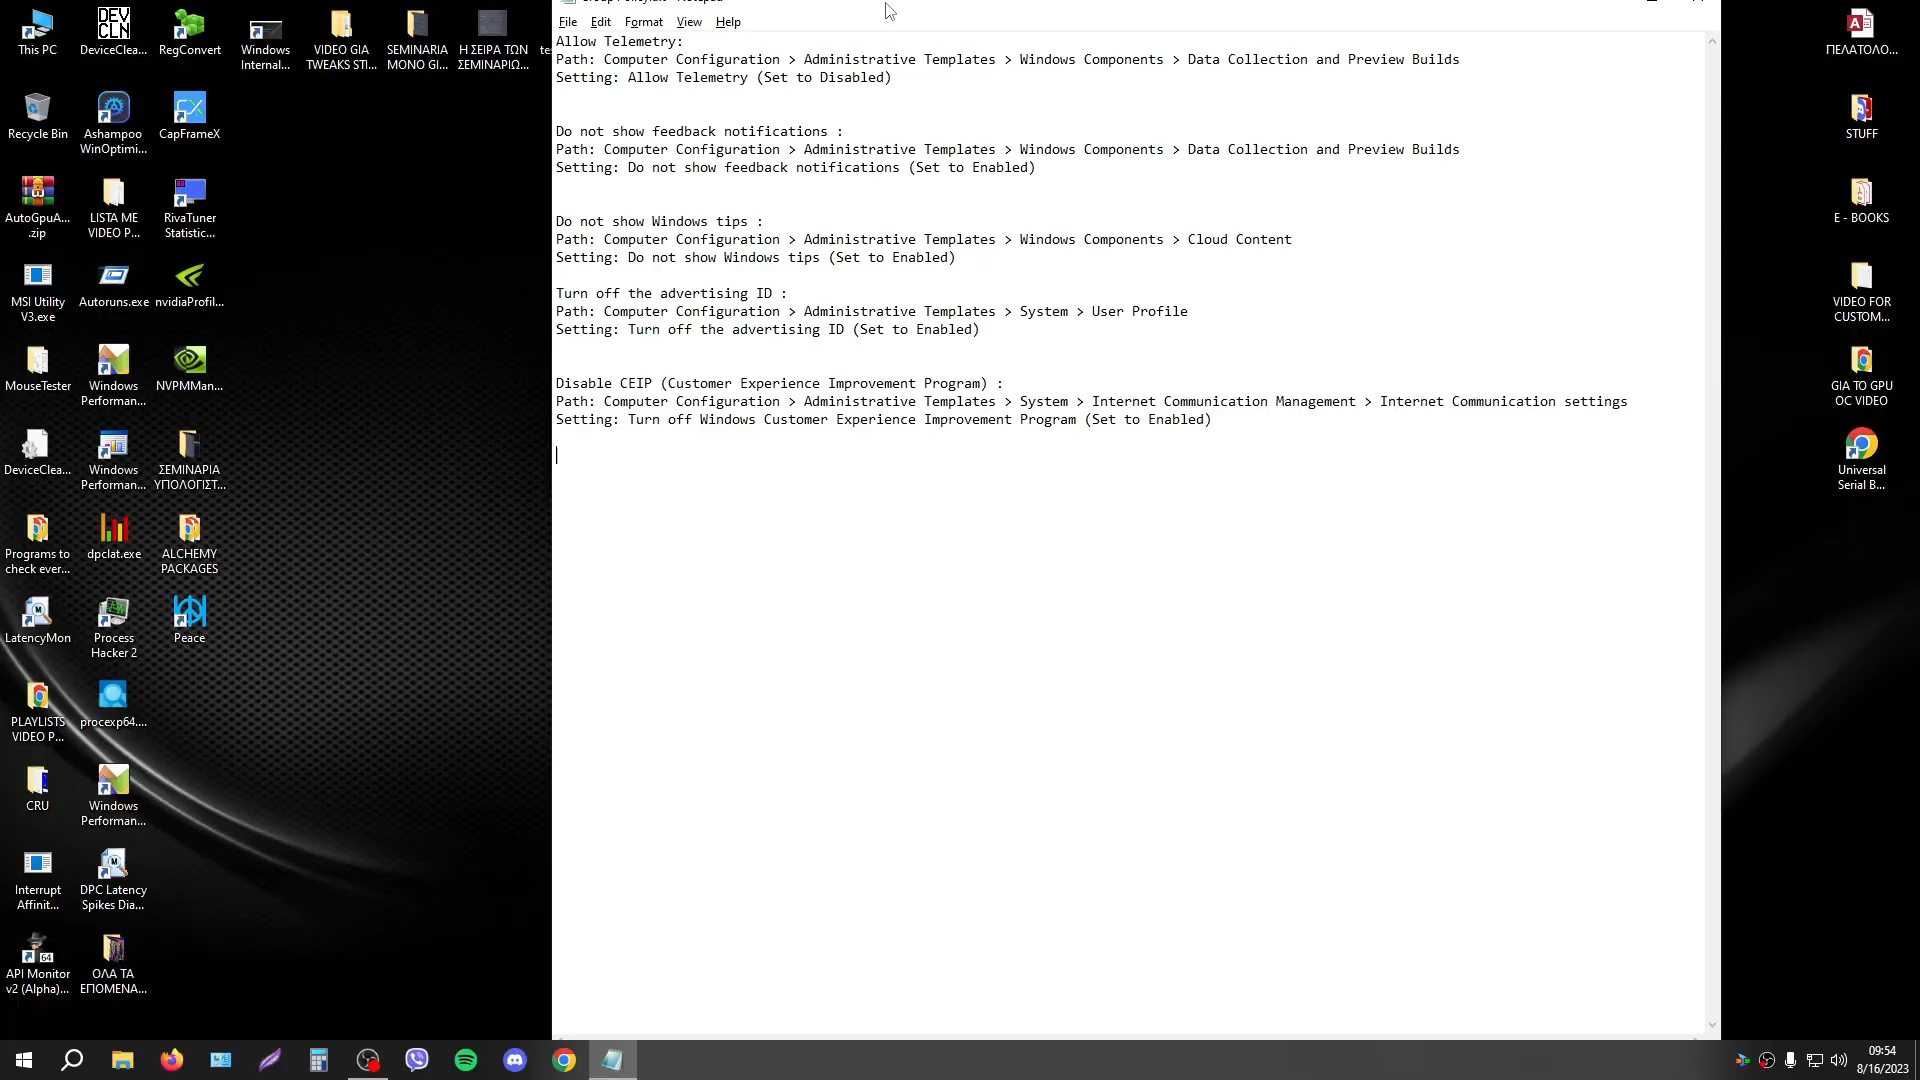 This PC
DeviceClea...
RegConvert
Windows
Internal...
VIDEO GIA
TWEAKS STI...
SEMINARIA
MONO GI...
Η ΣΕΙΡΑ ΤΩΝ
ΣΕΜΙΝΑΡΙΩ...
DEV
CLN
Recycle Bin
Ashampoo
WinOptimi...
CapFrameX
AutoGpuA...
.zip
LISTA ME
VIDEO P...
RivaTuner
Statistic...
MSI Utility
V3.exe
Autoruns.exe
nvidiaProfil...
MouseTester
Windows
Performan...
NVPMMan...
DeviceClea...
Windows
Performan...
ΣΕΜΙΝΑΡΙΑ
ΥΠΟΛΟΓΙΣΤ...
Programs to
check ever...
dpclat.exe
ALCHEMY
PACKAGES
LatencyMon
Process
Hacker 2
Peace
PLAYLISTS
VIDEO P...
procexp64....
CRU
Windows
Performan...
Interrupt
Affinit...
DPC Latency
Spikes Dia...
API Monitor
v2 (Alpha)...
64
ΟΛΑ ΤΑ
ΕΠΟΜΕΝΑ...
File Edit Format View Help
Allow Telemetry:
Path: Computer Configuration > Administrative Templates > Windows Components > Data Collection and Preview Builds
Setting: Allow Telemetry (Set to Disabled)
Do not show feedback notifications :
Path: Computer Configuration > Administrative Templates > Windows Components > Data Collection and Preview Builds
Setting: Do not show feedback notifications (Set to Enabled)
Do not show Windows tips :
Path: Computer Configuration > Administrative Templates > Windows Components > Cloud Content
Setting: Do not show Windows tips (Set to Enabled)
Turn off the advertising ID :
Path: Computer Configuration > Administrative Templates > System > User Profile
Setting: Turn off the advertising ID (Set to Enabled)
Disable CEIP (Customer Experience Improvement Program) :
Path: Computer Configuration > Administrative Templates > System > Internet Communication Management > Internet Communication settings
Setting: Turn off Windows Customer Experience Improvement Program (Set to Enabled)
ΠΕΛΑΤΟΛΟ...
STUFF
E - BOOKS
VIDEO FOR
CUSTOM...
GIA TO GPU
OC VIDEO
Universal
Serial B...
09:54
8/16/2023